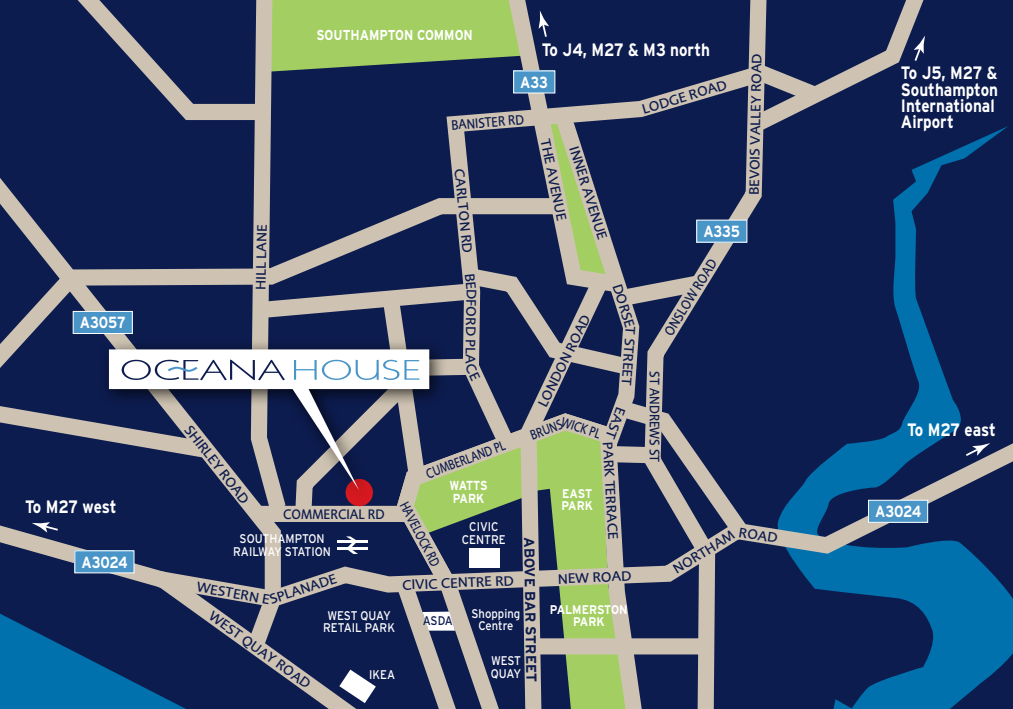 SOUTHAMPTON COMMON
To J4, M27 & M3 north
A33
To J5, M27 &
Southampton
International
Airport
BANISTER RD
LODGE ROAD
BEVOIS VALLEY ROAD
THE AVENUE
INNER AVENUE
CARLTON RD
HILL LANE
A335
ONSLOW ROAD
BEDFORD PLACE
DORSET STREET
LONDON ROAD
A3057
OCEANA HOUSE
ST ANDREWS ST
SHIRLEY ROAD
CUMBERLAND PL
BRUNSWICK PL
EAST PARK TERRACE
To M27 east
WATTS
PARK
EAST
PARK
To M27 west
COMMERCIAL RD
HAVELOCK RD
A3024
SOUTHAMPTON
RAILWAY STATION
CIVIC
CENTRE
ABOVE BAR STREET
NORTHAM ROAD
A3024
WESTERN ESPLANADE
CIVIC CENTRE RD
NEW ROAD
WEST QUAY ROAD
WEST QUAY
RETAIL PARK
ASDA
Shopping
Centre
PALMERSTON
PARK
WEST
QUAY
IKEA